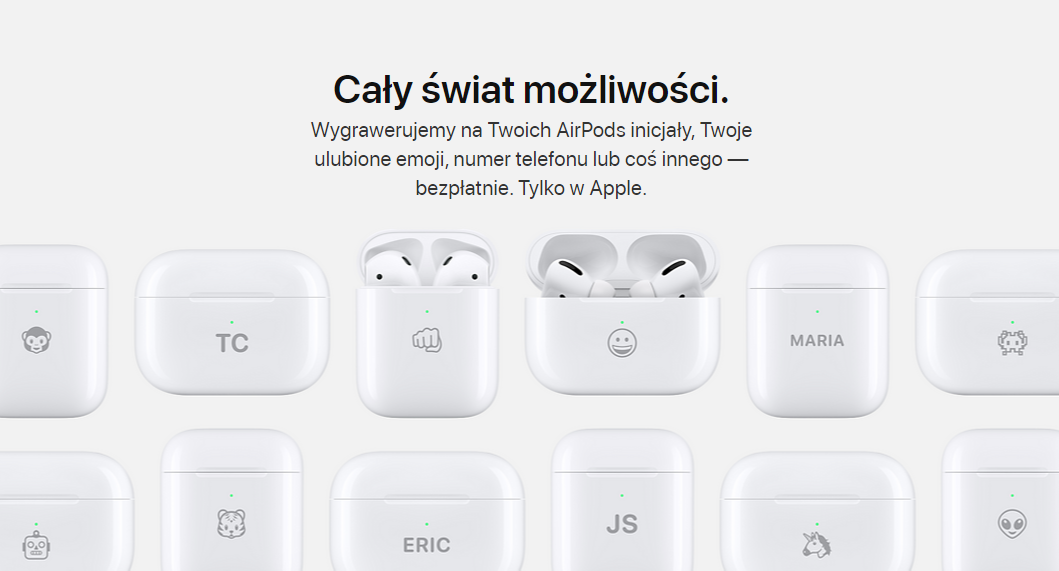 Cały świat możliwości.
Wygrawerujemy na Twoich AirPods inicjały, Twoje
ulubione emoji, numer telefonu lub coś innego —
bezpłatnie. Tylko w Apple.
TC
MARIA
ERIC
JS